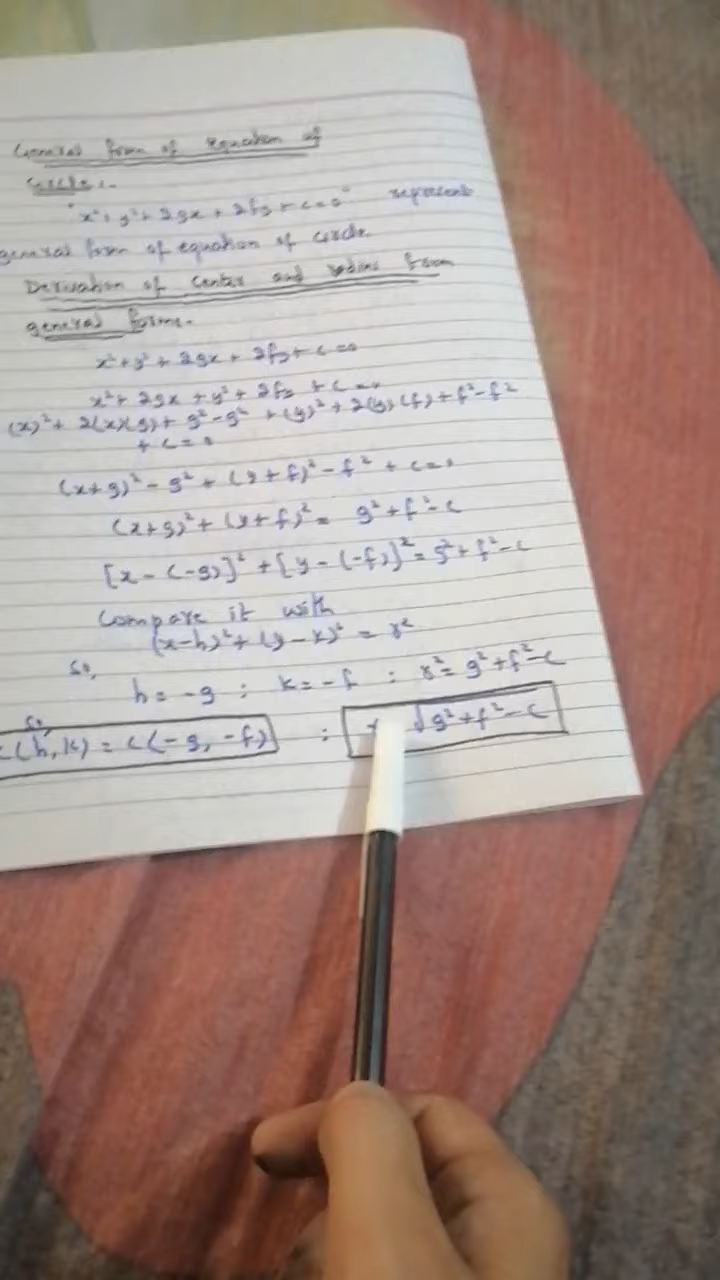 General form of equation of
circle:-
"x²+y²+2gx+2fy+c=0" represent
general form of equation of circle.
Derivation of center and radius from
general form:-
x²+y²+2gx+2fy+c=0
x²+2gx+y²+2fy+c=0
(x)²+2(x)(g)+g²-g²+(y)²+2(y)(f)+f²-f²
+c=0
(x+g)²-g²+(y+f)²-f²+c=0
(x+g)²+(y+f)²=g²+f²-c
[x-(-g)]²+[y-(-f)]²=g²+f²-c
Compare it with
(x-h)²+(y-k)²=r²
So,
h=-g ; k=-f ; r²=g²+f²-c
So
C(h,k)=C(-g,-f) ; √g²+f²-c